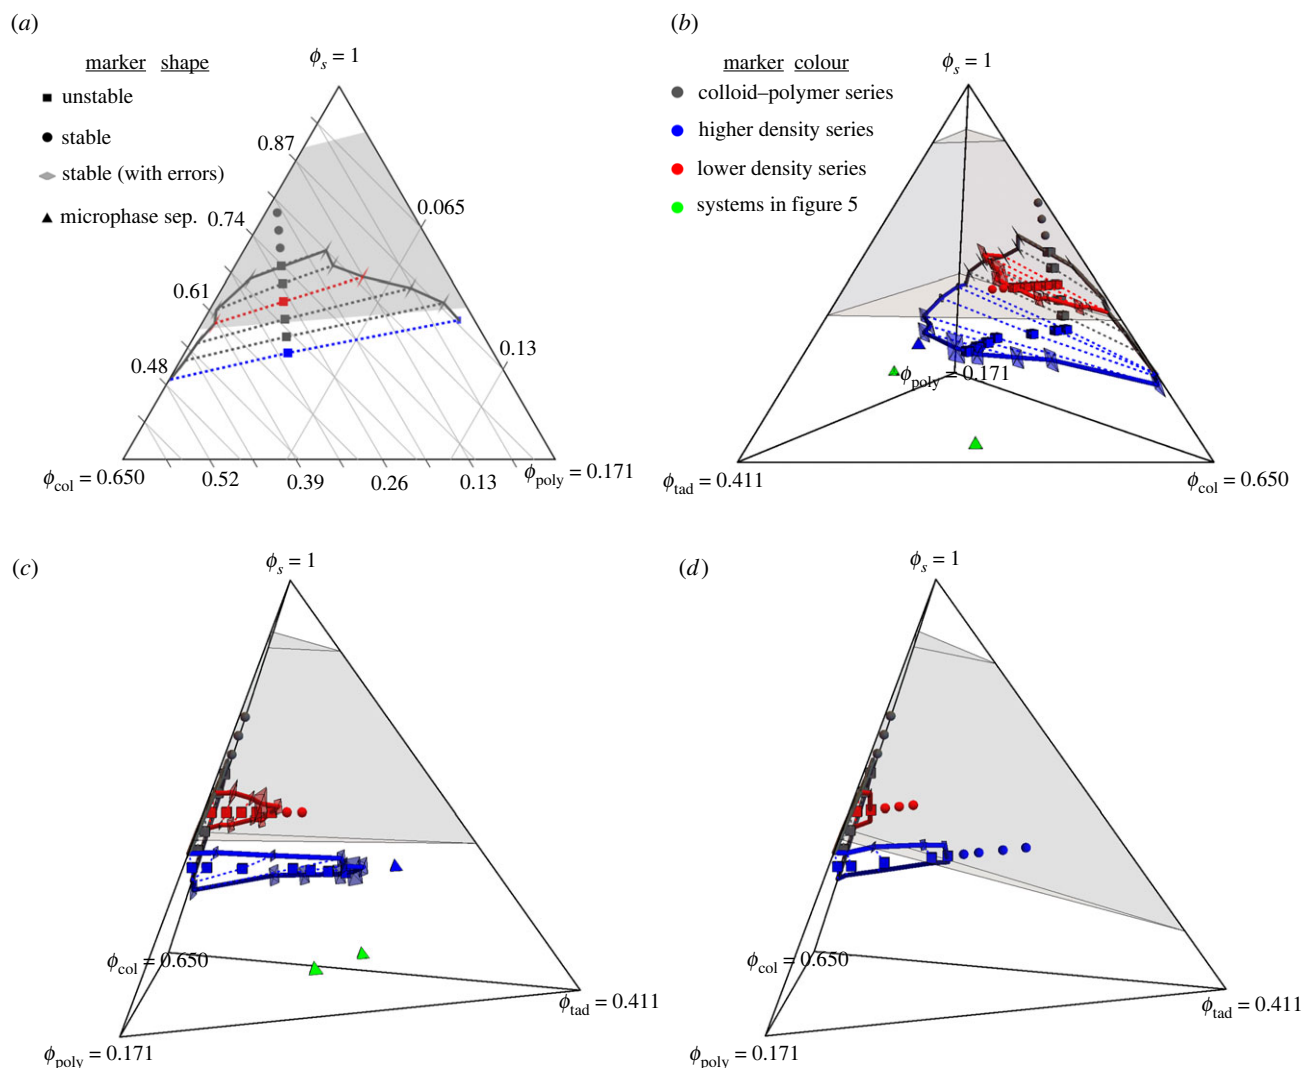 (a)
ϕs = 1
marker shape
unstable
stable
stable (with errors)
microphase sep.
0.87
0.74
0.61
0.48
0.065
0.13
ϕcol = 0.650
0.52
0.39
0.26
0.13
ϕpoly = 0.171
(b)
ϕs = 1
marker colour
colloid–polymer series
higher density series
lower density series
systems in figure 5
ϕpoly = 0.171
ϕtad = 0.411
ϕcol = 0.650
(c)
ϕs = 1
ϕcol = 0.650
ϕtad = 0.411
ϕpoly = 0.171
(d)
ϕs = 1
ϕcol = 0.650
ϕtad = 0.411
ϕpoly = 0.171